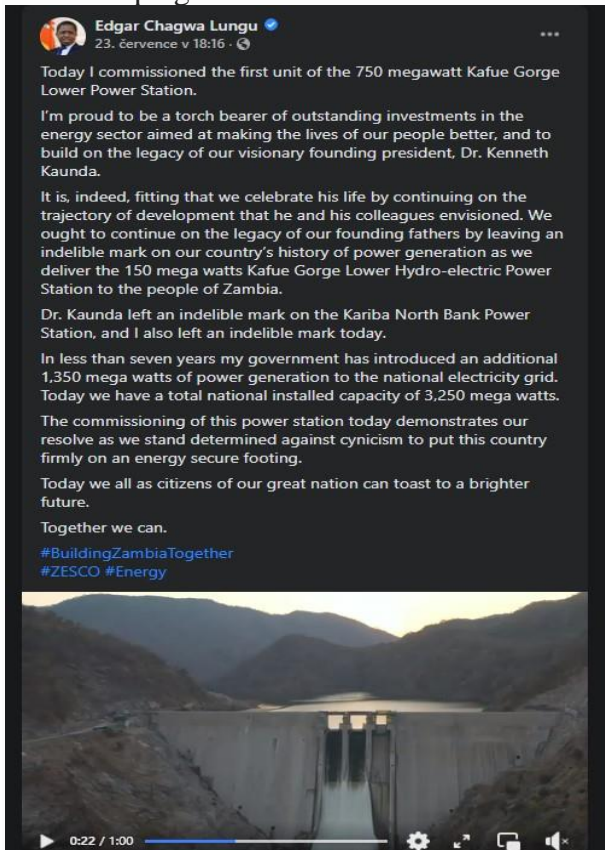 Edgar Chagwa Lungu
23. července v 18:16 ·
Today I commissioned the first unit of the 750 megawatt Kafue Gorge
Lower Power Station.
I'm proud to be a torch bearer of outstanding investments in the
energy sector aimed at making the lives of our people better, and to
build on the legacy of our visionary founding president, Dr. Kenneth
Kaunda.
It is, indeed, fitting that we celebrate his life by continuing on the
trajectory of development that he and his colleagues envisioned. We
ought to continue on the legacy of our founding fathers by leaving an
indelible mark on our country's history of power generation as we
deliver the 150 mega watts Kafue Gorge Lower Hydro-electric Power
Station to the people of Zambia.
Dr. Kaunda left an indelible mark on the Kariba North Bank Power
Station, and I also left an indelible mark today.
In less than seven years my government has introduced an additional
1,350 mega watts of power generation to the national electricity grid.
Today we have a total national installed capacity of 3,250 mega watts.
The commissioning of this power station today demonstrates our
resolve as we stand determined against cynicism to put this country
firmly on an energy secure footing.
Today we all as citizens of our great nation can toast to a brighter
future.
Together we can.
#BuildingZambiaTogether
#ZESCO #Energy
0:22 / 1:00